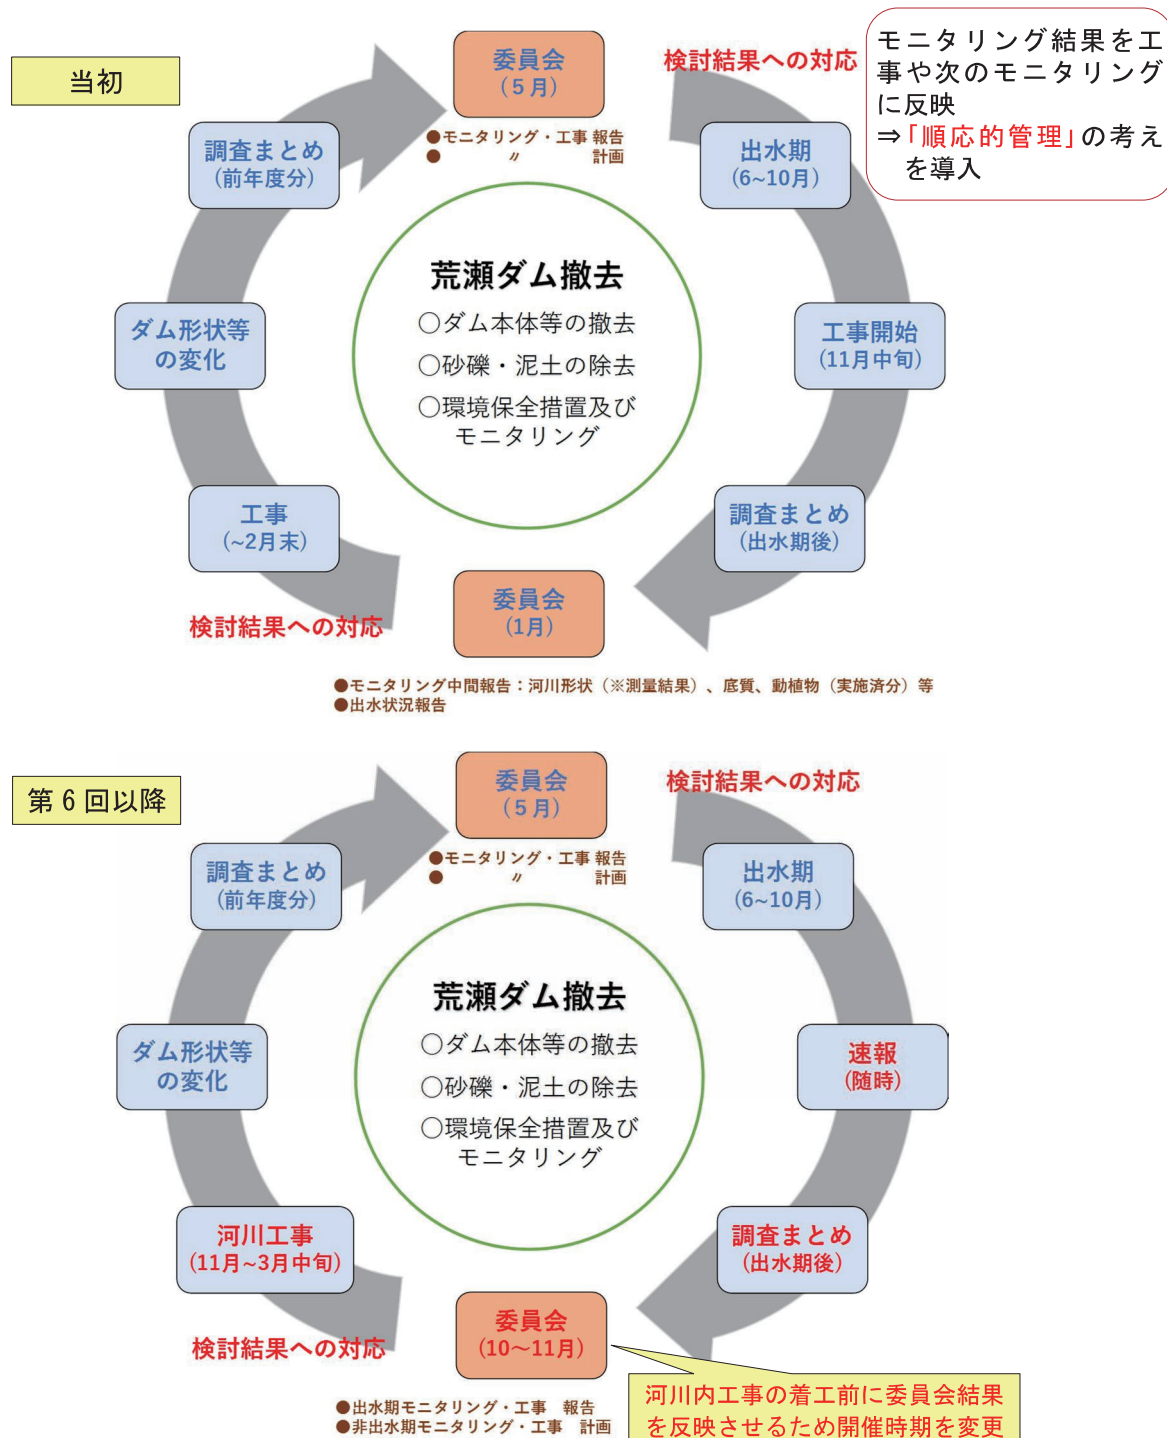 当初
委員会
(5月)
検討結果への対応
モニタリング結果を工
事や次のモニタリング
に反映
⇒「順応的管理」の考え
を導入
●モニタリング・工事 報告
● 〃 計画
調査まとめ
(前年度分)
出水期
(6~10月)
荒瀬ダム撤去
○ダム本体等の撤去
○砂礫・泥土の除去
○環境保全措置及び
モニタリング
ダム形状等
の変化
工事開始
(11月中旬)
工事
(~2月末)
調査まとめ
(出水期後)
委員会
(1月)
検討結果への対応
●モニタリング中間報告：河川形状（※測量結果）、底質、動植物（実施済分）等
●出水状況報告
第6回以降
委員会
(5月)
検討結果への対応
●モニタリング・工事 報告
● 〃 計画
調査まとめ
(前年度分)
出水期
(6~10月)
荒瀬ダム撤去
○ダム本体等の撤去
○砂礫・泥土の除去
○環境保全措置及び
モニタリング
ダム形状等
の変化
速報
(随時)
河川工事
(11月~3月中旬)
調査まとめ
(出水期後)
委員会
(10～11月)
検討結果への対応
●出水期モニタリング・工事　報告
●非出水期モニタリング・工事　計画
河川内工事の着工前に委員会結果
を反映させるため開催時期を変更